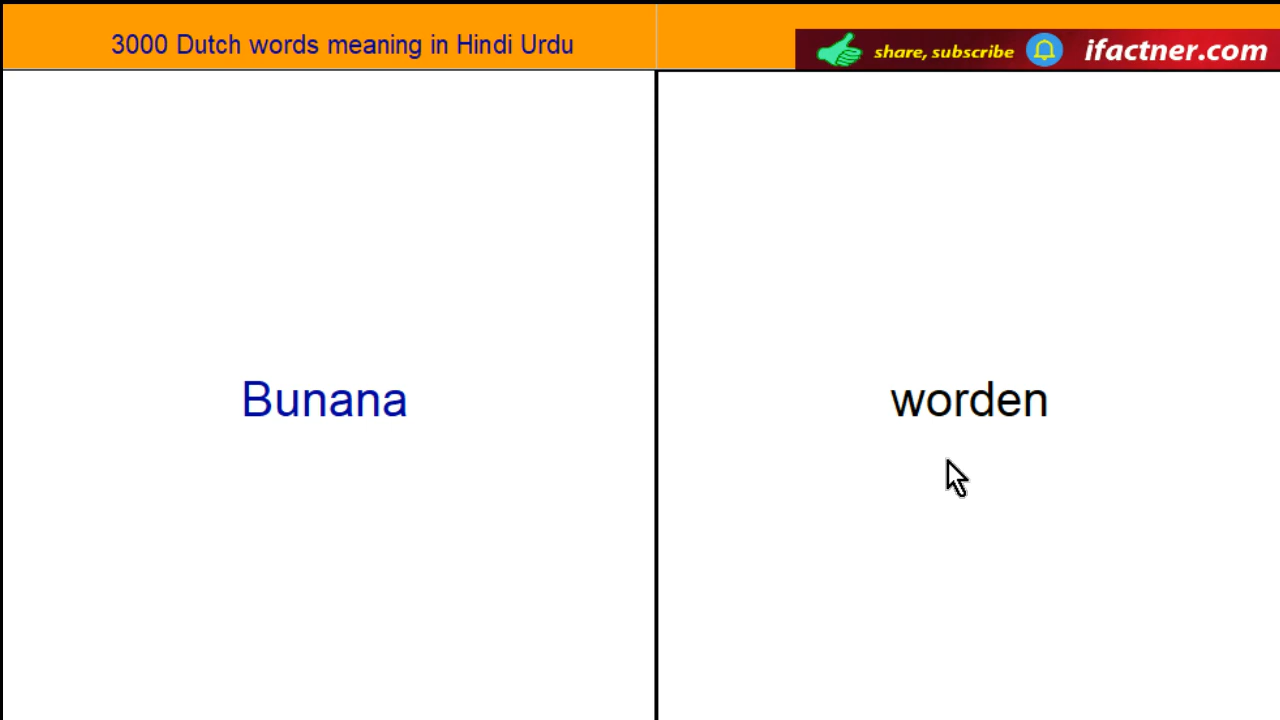 3000 Dutch words meaning in Hindi Urdu
share, subscribe
ifactner.com
Bunana
worden